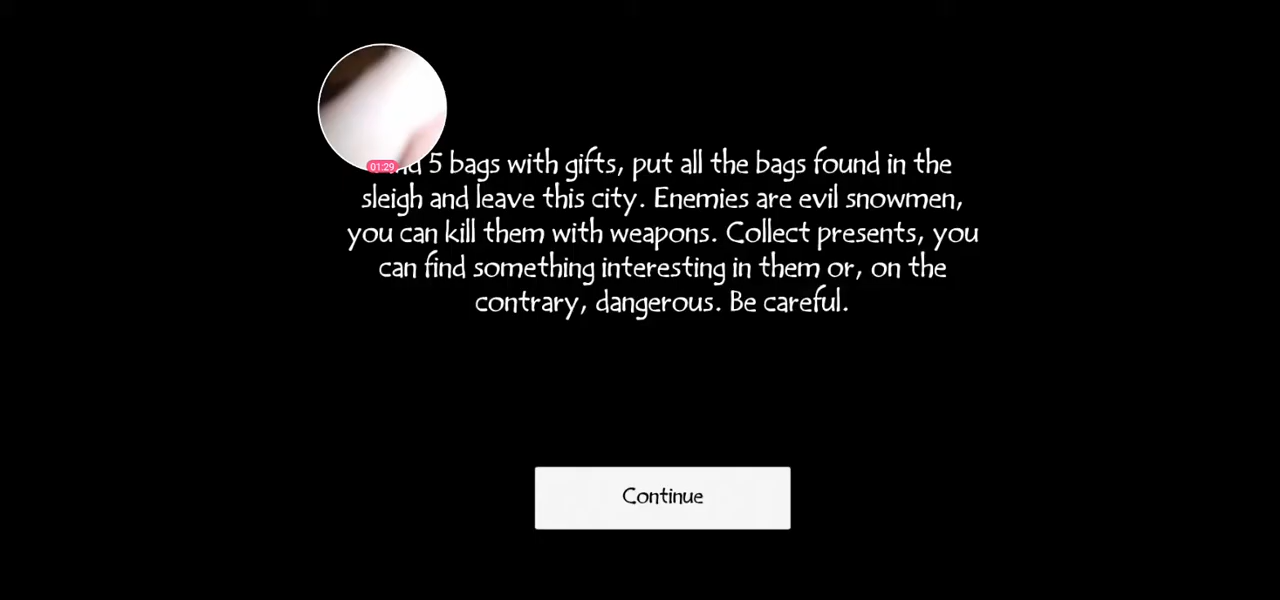 01:29
5 bags with gifts, put all the bags found in the
sleigh and leave this city. Enemies are evil snowmen,
you can kill them with weapons. Collect presents, you
can find something interesting in them or, on the
contrary, dangerous. Be careful.
Continue